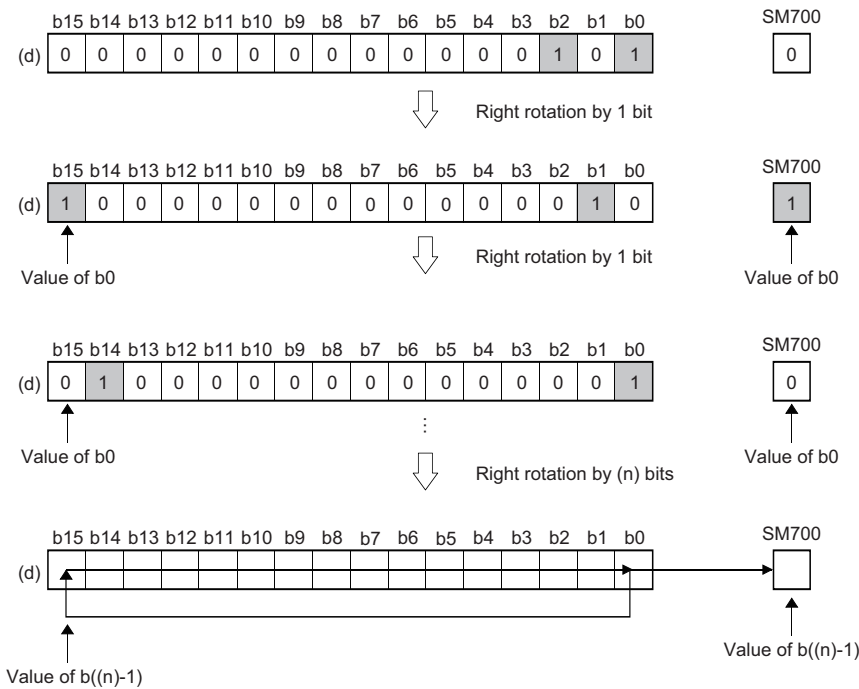 b15 b14 b13 b12 b11 b10 b9 b8 b7 b6 b5 b4 b3 b2 b1 b0 SM700
(d) 0 0 0 0 0 0 0 0 0 0 0 0 0 1 0 1 0
Right rotation by 1 bit
b15 b14 b13 b12 b11 b10 b9 b8 b7 b6 b5 b4 b3 b2 b1 b0 SM700
(d) 1 0 0 0 0 0 0 0 0 0 0 0 0 0 1 0 1
Right rotation by 1 bit
Value of b0 Value of b0
b15 b14 b13 b12 b11 b10 b9 b8 b7 b6 b5 b4 b3 b2 b1 b0 SM700
(d) 0 1 0 0 0 0 0 0 0 0 0 0 0 0 0 1 0
⋮
Value of b0 Value of b0
Right rotation by (n) bits
b15 b14 b13 b12 b11 b10 b9 b8 b7 b6 b5 b4 b3 b2 b1 b0 SM700
(d)
Value of b((n)-1)
Value of b((n)-1)